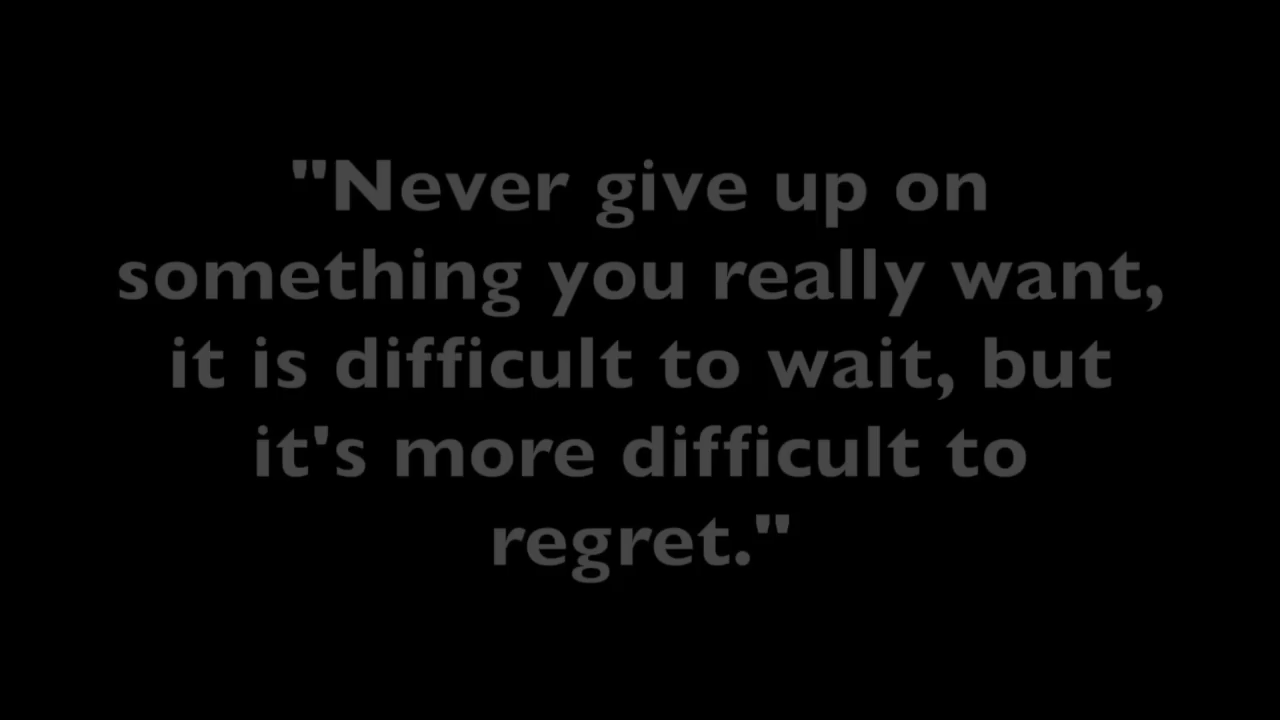 "Never give up on
something you really want,
it is difficult to wait, but
it's more difficult to
regret."